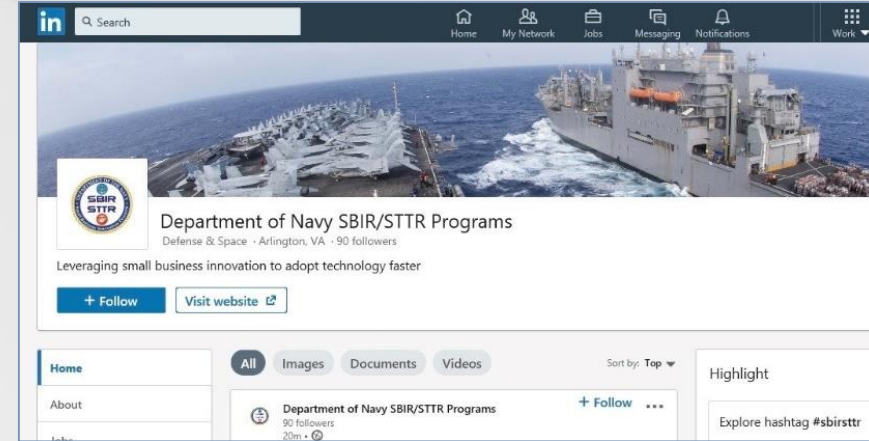 in
Search
Home
My Network
Jobs
Messaging
Notifications
Work
SBIR
STTR
Department of Navy SBIR/STTR Programs
Defense & Space · Arlington, VA · 90 followers
Leveraging small business innovation to adopt technology faster
+ Follow
Visit website
Home
About
All
Images
Documents
Videos
Sort by: Top
Department of Navy SBIR/STTR Programs
90 followers
20m •
+ Follow
Highlight
Explore hashtag #sbirsttr